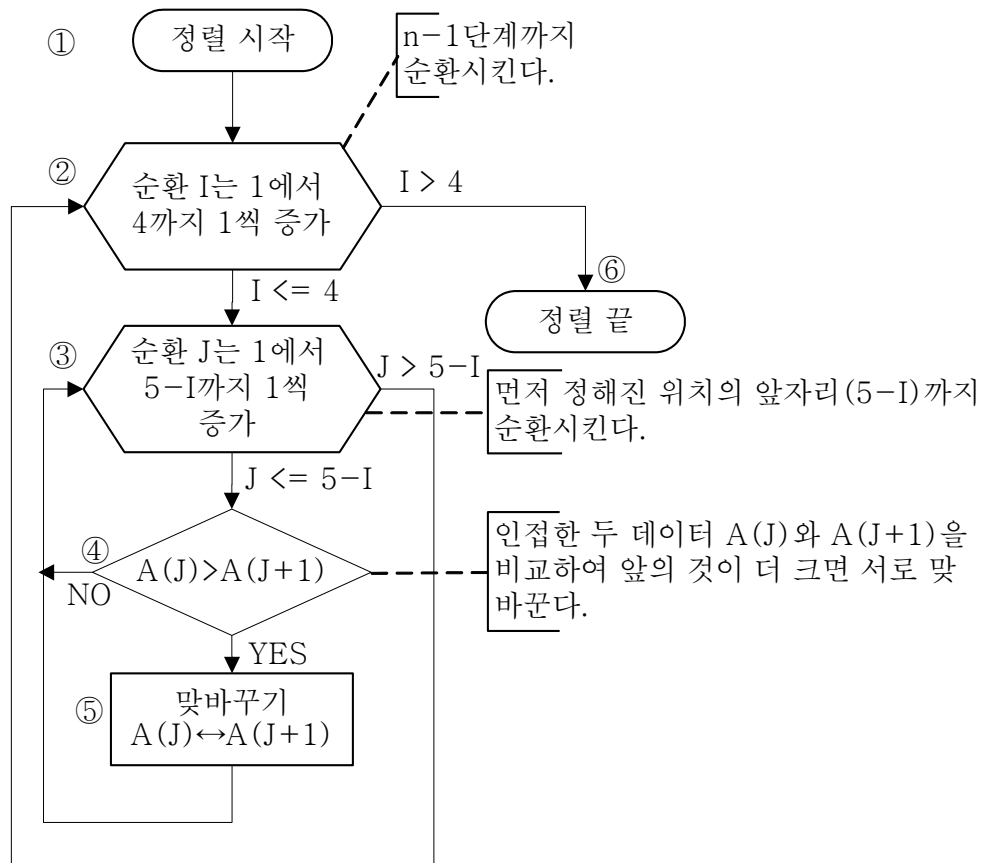 ①
정렬 시작
n-1단계까지
순환시킨다.
②
순환 I는 1에서
4까지 1씩 증가
I > 4
I <= 4
⑥
정렬 끝
③
순환 J는 1에서
5-I까지 1씩
증가
J > 5-I
먼저 정해진 위치의 앞자리(5-I)까지
순환시킨다.
J <= 5-I
④
A(J)>A(J+1)
NO
인접한 두 데이터 A(J)와 A(J+1)을
비교하여 앞의 것이 더 크면 서로 맞
바꾼다.
YES
⑤
맞바꾸기
A(J)↔A(J+1)